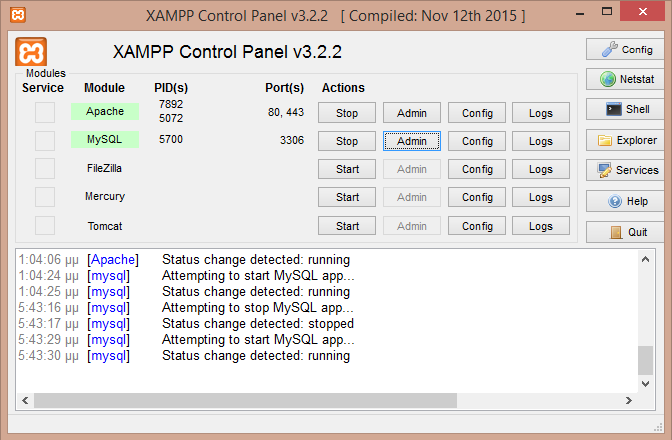 XAMPP Control Panel v3.2.2 [ Compiled: Nov 12th 2015 ]
XAMPP Control Panel v3.2.2
Config
Modules
Service Module PID(s) Port(s) Actions
Netstat
Apache 7892 5072 80, 443 Stop Admin Config Logs
Shell
MySQL 5700 3306 Stop Admin Config Logs
Explorer
FileZilla Start Admin Config Logs
Services
Mercury Start Admin Config Logs
Help
Tomcat Start Admin Config Logs
Quit
1:04:06 μμ [Apache] Status change detected: running
1:04:24 μμ [mysql] Attempting to start MySQL app...
1:04:25 μμ [mysql] Status change detected: running
5:43:16 μμ [mysql] Attempting to stop MySQL app...
5:43:17 μμ [mysql] Status change detected: stopped
5:43:29 μμ [mysql] Attempting to start MySQL app...
5:43:30 μμ [mysql] Status change detected: running